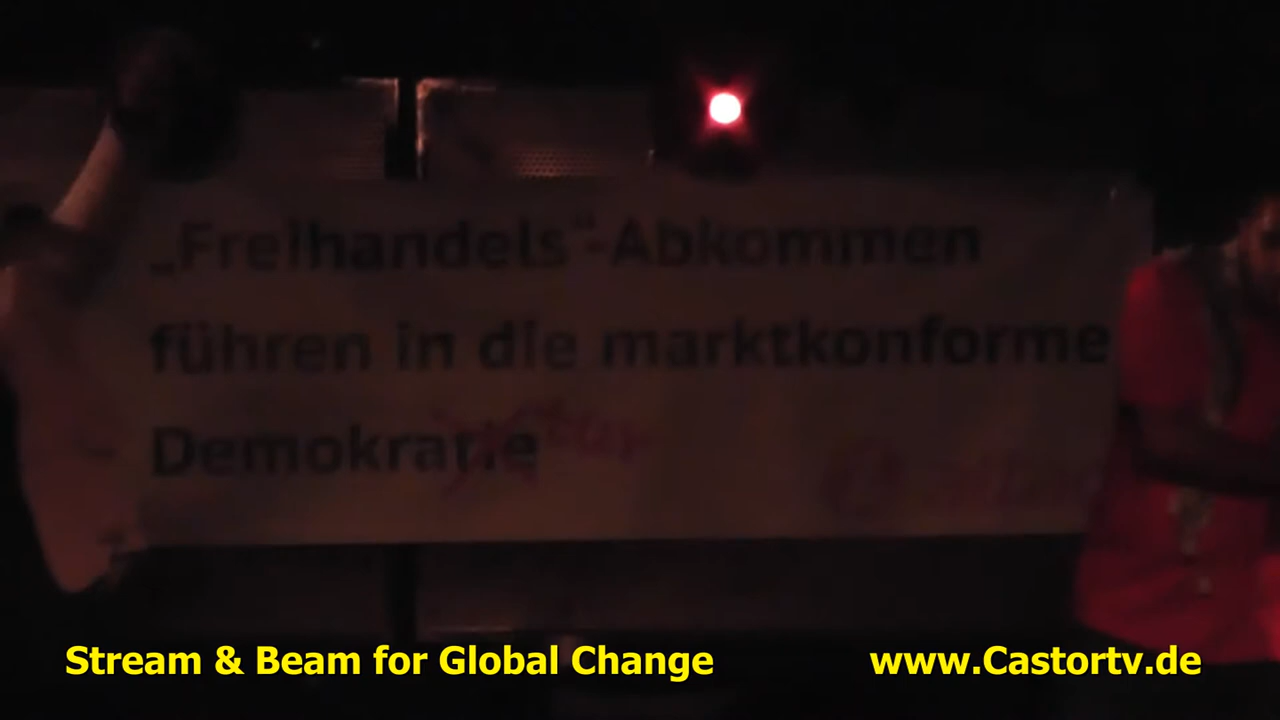 „Freihandels“-Abkommen
führen in die marktkonforme
Demokratie
Stream & Beam for Global Change
www.Castortv.de